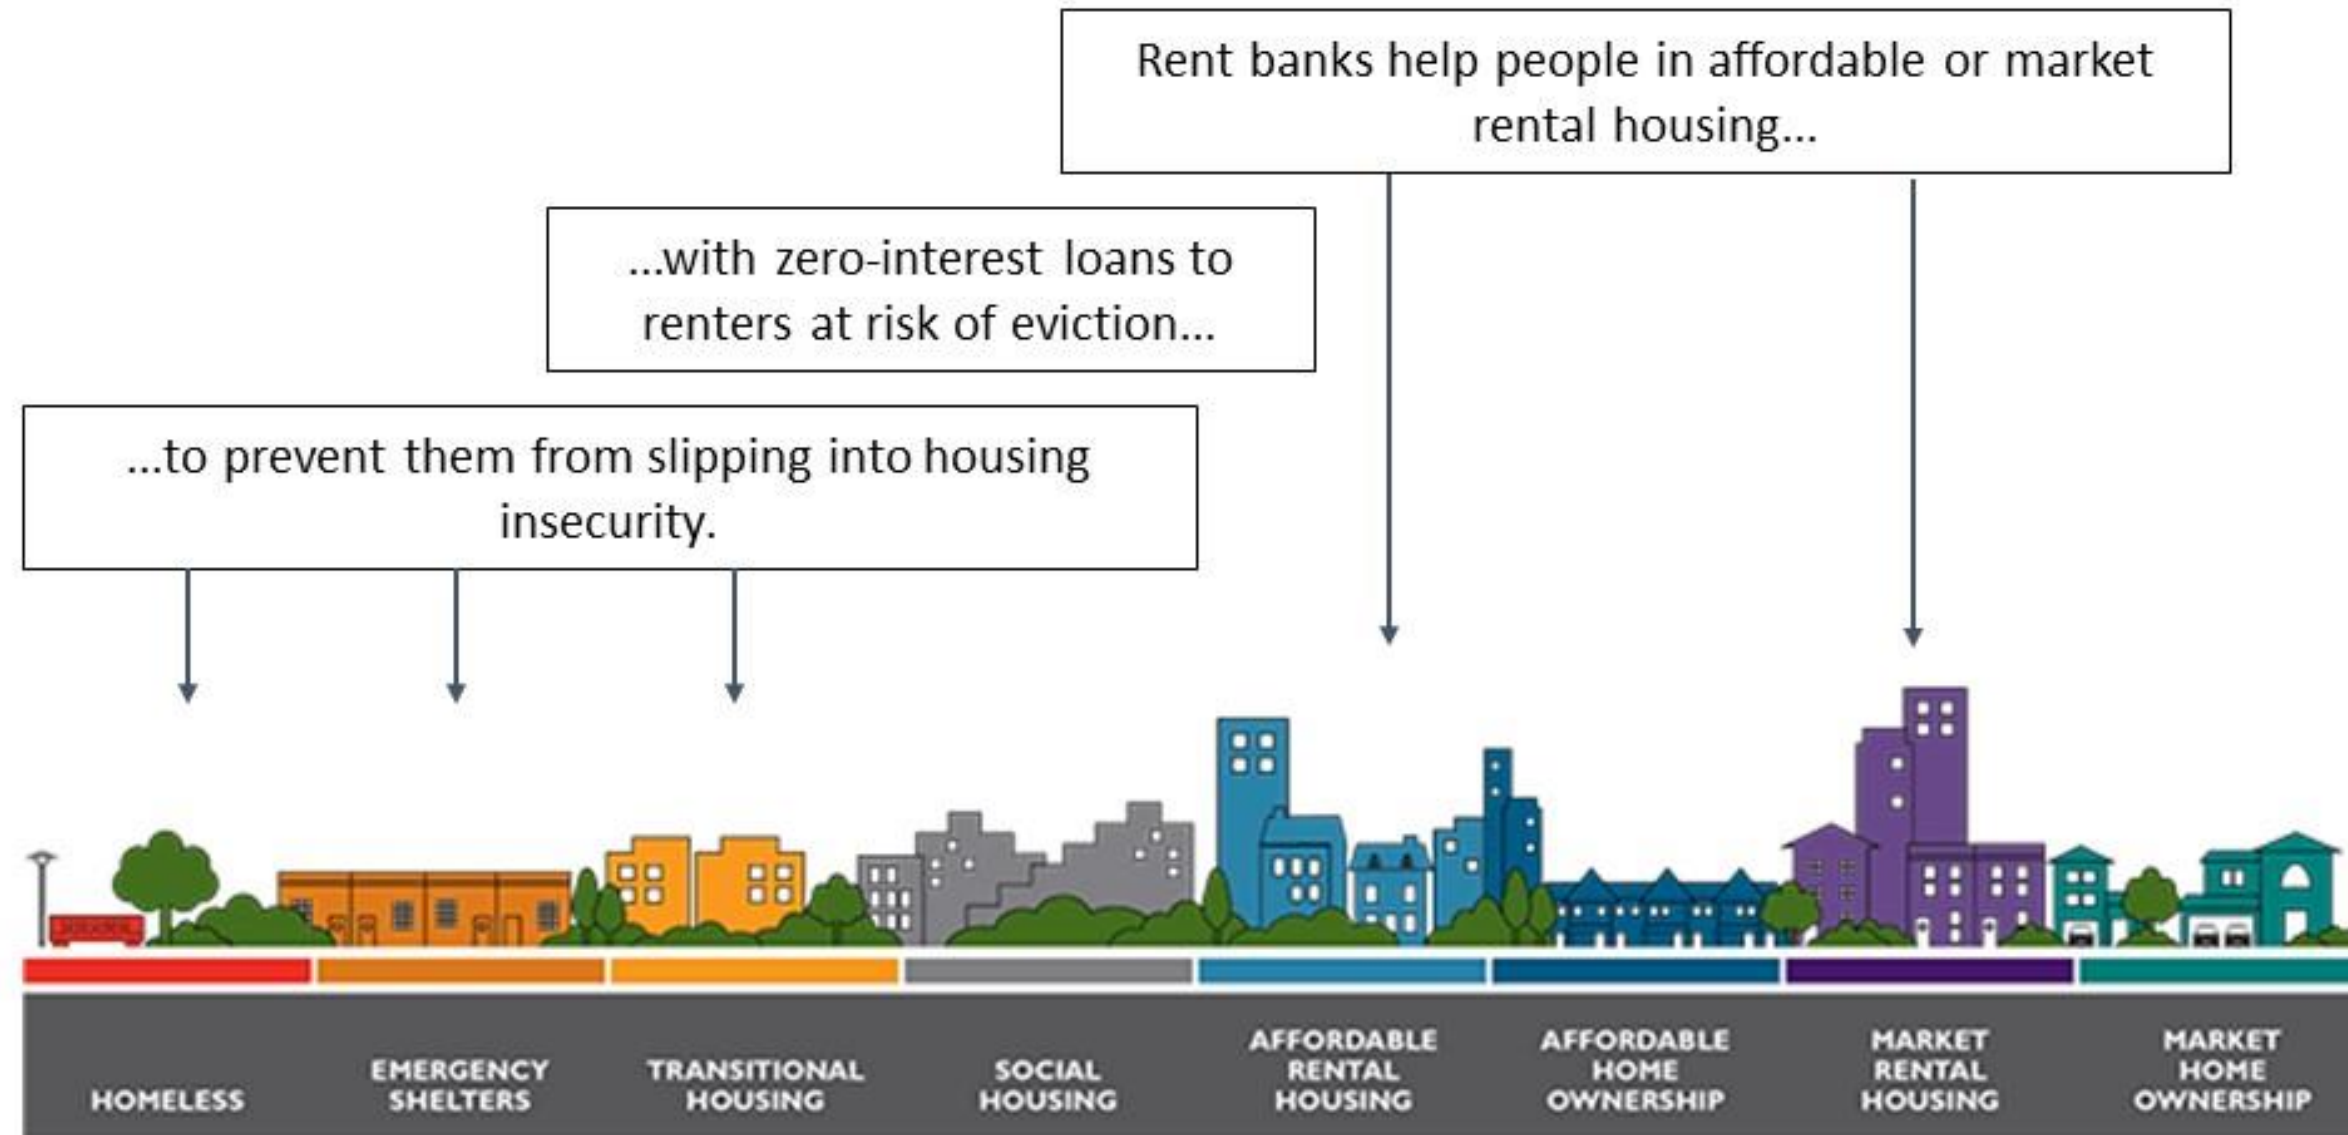 Rent banks help people in affordable or market
rental housing...
...with zero-interest loans to
renters at risk of eviction...
...to prevent them from slipping into housing
insecurity.
HOMELESS
EMERGENCY
SHELTERS
TRANSITIONAL
HOUSING
SOCIAL
HOUSING
AFFORDABLE
RENTAL
HOUSING
AFFORDABLE
HOME
OWNERSHIP
MARKET
RENTAL
HOUSING
MARKET
HOME
OWNERSHIP